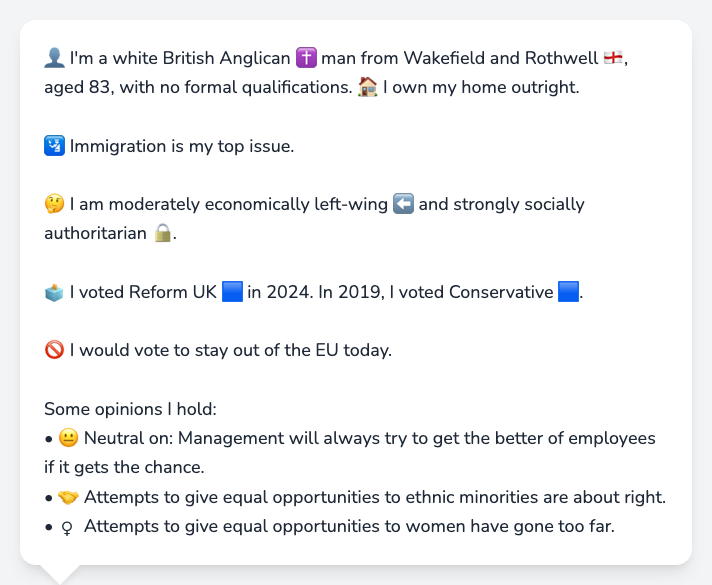 👤 I'm a white British Anglican ✝️ man from Wakefield and Rothwell 🏴󠁧󠁢󠁥󠁮󠁧󠁿,
aged 83, with no formal qualifications. 🏠 I own my home outright.
🛂 Immigration is my top issue.
🤔 I am moderately economically left-wing ⬅️ and strongly socially
authoritarian 🔒.
🗳️ I voted Reform UK 🟦 in 2024. In 2019, I voted Conservative 🟦.
🚫 I would vote to stay out of the EU today.
Some opinions I hold:
• 😐 Neutral on: Management will always try to get the better of employees
if it gets the chance.
• 🤝 Attempts to give equal opportunities to ethnic minorities are about right.
• ♀ Attempts to give equal opportunities to women have gone too far.